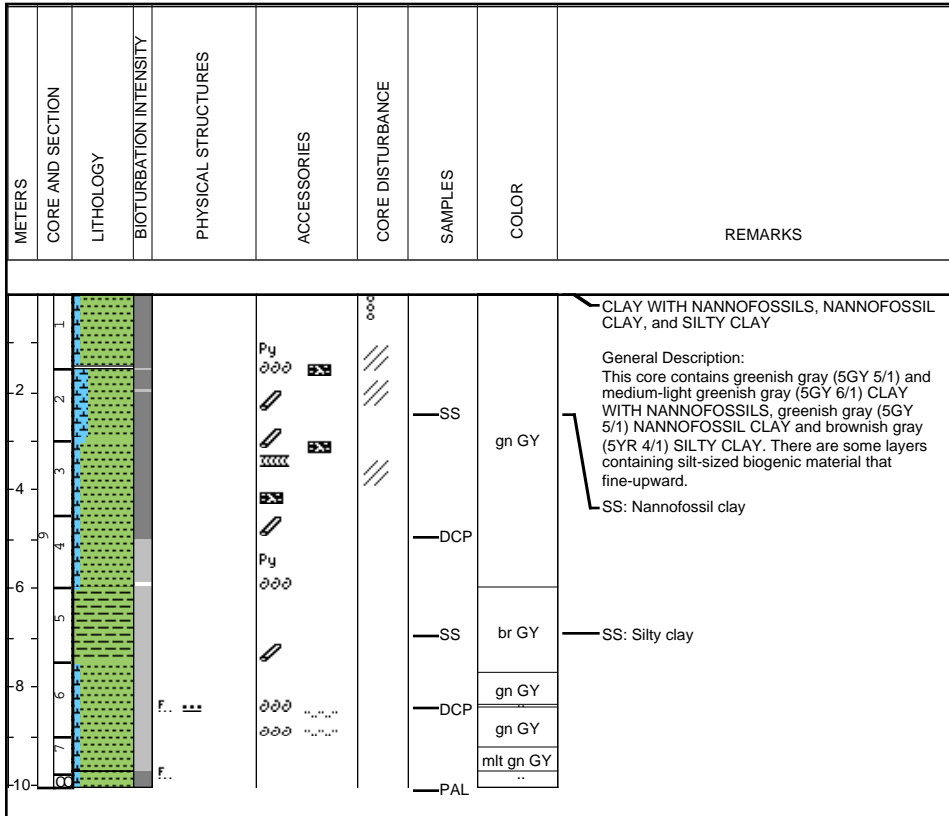 METERS
CORE AND SECTION
LITHOLOGY
BIOTURBATION INTENSITY
PHYSICAL STRUCTURES
ACCESSORIES
CORE DISTURBANCE
SAMPLES
COLOR
REMARKS
CLAY WITH NANNOFOSSILS, NANNOFOSSIL
CLAY, and SILTY CLAY
General Description:
This core contains greenish gray (5GY 5/1) and
medium-light greenish gray (5GY 6/1) CLAY
WITH NANNOFOSSILS, greenish gray (5GY
5/1) NANNOFOSSIL CLAY and brownish gray
(5YR 4/1) SILTY CLAY. There are some layers
containing silt-sized biogenic material that
fine-upward.
SS: Nannofossil clay
SS: Silty clay
2
4
6
8
10
9
1
2
3
4
5
6
7
8
Py
Py
F..
F..
SS
DCP
SS
DCP
PAL
gn GY
br GY
gn GY
gn GY
mlt gn GY